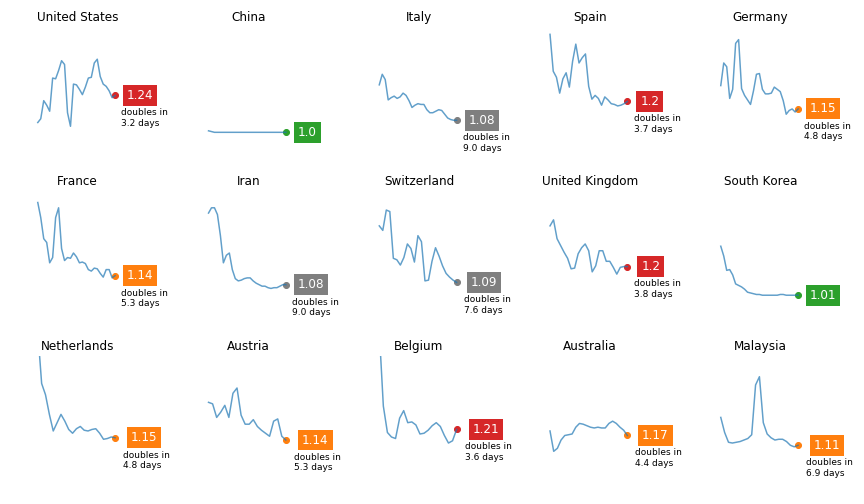 United States
1.24
doubles in
3.2 days
China
1.0
Italy
1.08
doubles in
9.0 days
Spain
1.2
doubles in
3.7 days
Germany
1.15
doubles in
4.8 days
France
1.14
doubles in
5.3 days
Iran
1.08
doubles in
9.0 days
Switzerland
1.09
doubles in
7.6 days
United Kingdom
1.2
doubles in
3.8 days
South Korea
1.01
Netherlands
1.15
doubles in
4.8 days
Austria
1.14
doubles in
5.3 days
Belgium
1.21
doubles in
3.6 days
Australia
1.17
doubles in
4.4 days
Malaysia
1.11
doubles in
6.9 days